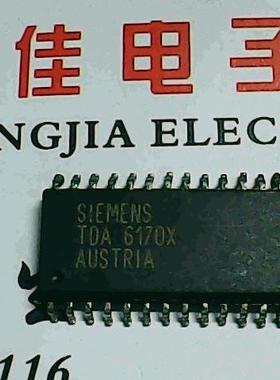 佳电子
NGJIA ELEC
SIEMENS
TDA 6170X
AUSTRIA
116